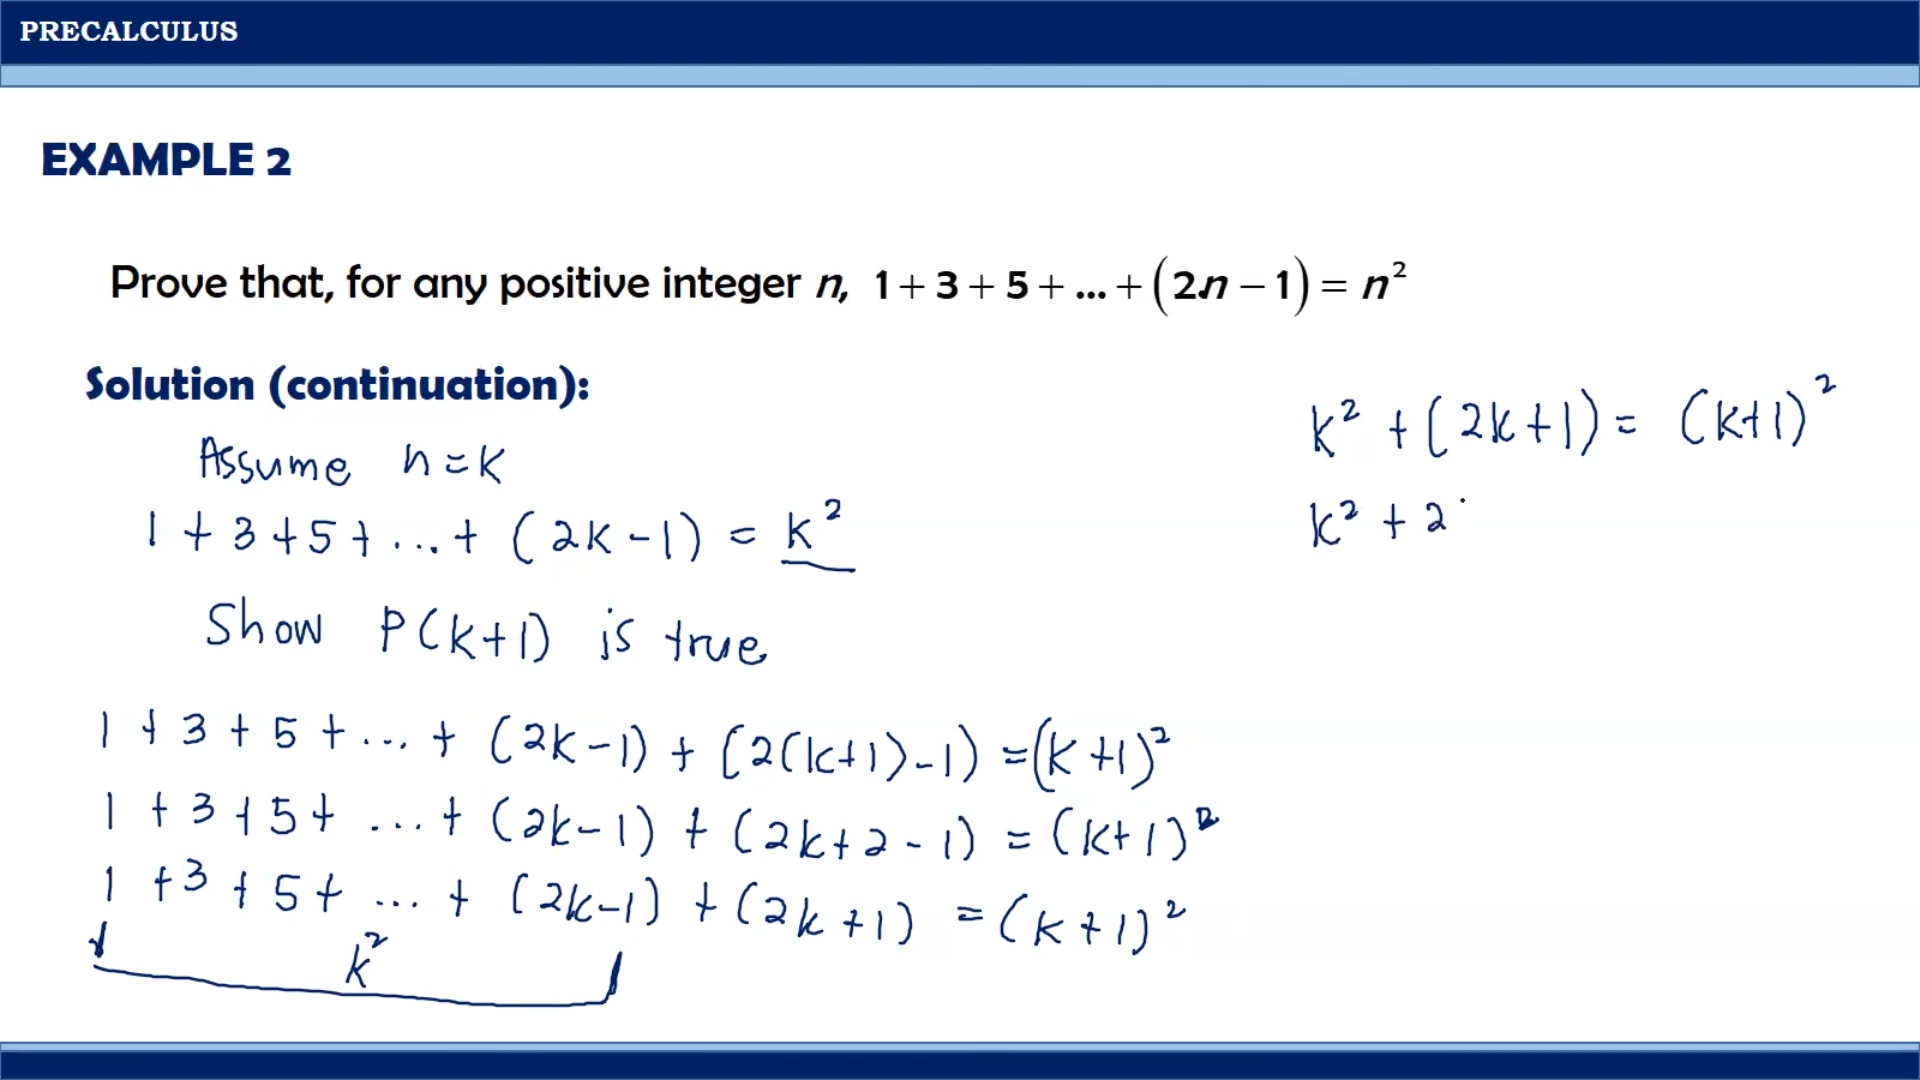 PRECALCULUS
EXAMPLE 2
Prove that, for any positive integer n, 1 + 3 + 5 + ... + (2n − 1) = n²
Solution (continuation):
Assume n = k
1 + 3 + 5 + ... + (2k - 1) = k²
Show P(k+1) is true
1 + 3 + 5 + ... + (2k - 1) + (2(k+1) - 1) = (k + 1)²
1 + 3 + 5 + ... + (2k - 1) + (2k + 2 - 1) = (k + 1)²
1 + 3 + 5 + ... + (2k - 1) + (2k + 1) = (k + 1)²
k²
k² + (2k + 1) = (k+1)²
k² + 2